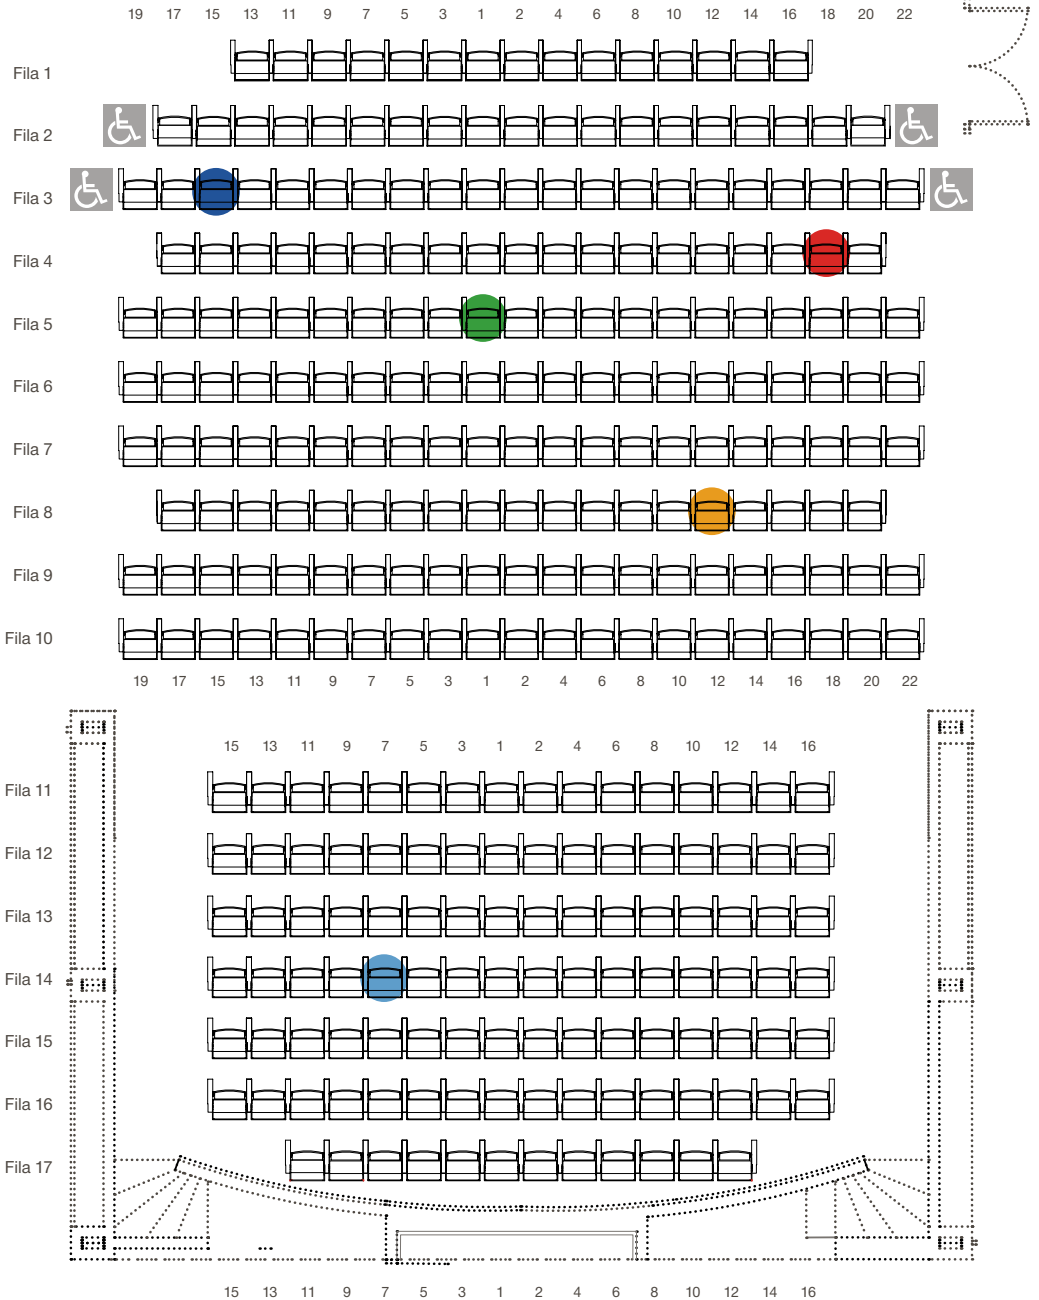 19 17 15 13 11 9 7 5 3 1 2 4 6 8 10 12 14 16 18 20 22
Fila 1
Fila 2
Fila 3
Fila 4
Fila 5
Fila 6
Fila 7
Fila 8
Fila 9
Fila 10
19 17 15 13 11 9 7 5 3 1 2 4 6 8 10 12 14 16 18 20 22
15 13 11 9 7 5 3 1 2 4 6 8 10 12 14 16
Fila 11
Fila 12
Fila 13
Fila 14
Fila 15
Fila 16
Fila 17
15 13 11 9 7 5 3 1 2 4 6 8 10 12 14 16